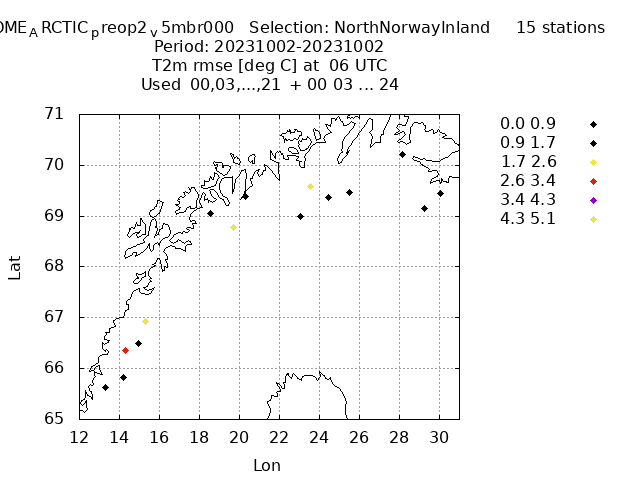 OME A RCTIC p reop2 v 5mbr000 Selection: NorthNorwayInland 15 stations
Period: 20231002-20231002
T2m rmse [deg C] at 06 UTC
Used 00,03,...,21 + 00 03 ... 24
71
70
69
68
67
66
65
12 14 16 18 20 22 24 26 28 30
Lat
Lon
0.0 0.9
0.9 1.7
1.7 2.6
2.6 3.4
3.4 4.3
4.3 5.1